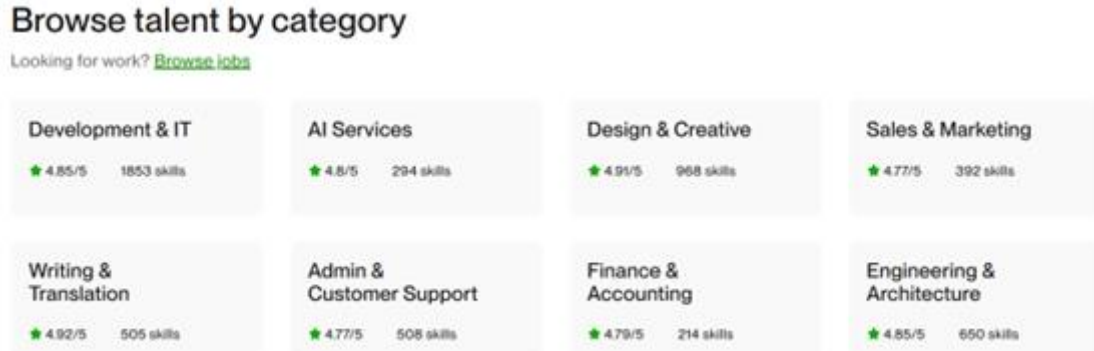 Browse talent by category
Looking for work? Browse jobs
Development & IT
4.85/5 1853 skills
AI Services
4.8/5 294 skills
Design & Creative
4.91/5 968 skills
Sales & Marketing
4.77/5 392 skills
Writing &
Translation
4.92/5 505 skills
Admin &
Customer Support
4.77/5 508 skills
Finance &
Accounting
4.79/5 214 skills
Engineering &
Architecture
4.85/5 650 skills